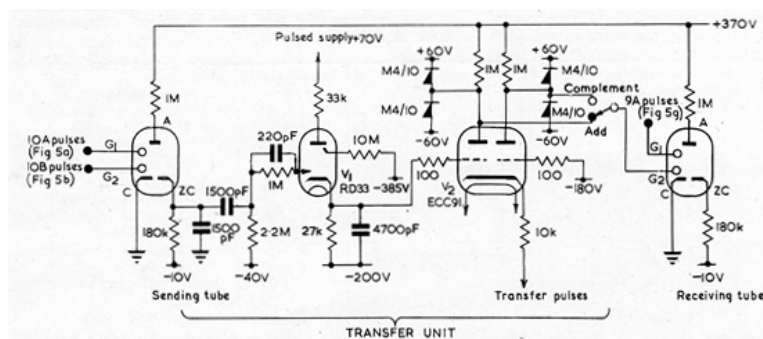 +370V
Pulsed supply+70V
+60V
+60V
1M
33k
M4/10
1M
1M
M4/10
Complement
9A pulses
(Fig 5g)
1M
M4/10
M4/10
A
220pF
10M
-60V
-60V
Add
A
10A pulses
(Fig 5a)
G1
G1
10B pulses
(Fig 5b)
G2
G2
1M
V1
RD33
-385V
100
100
-180V
C
ZC
1500pF
V2
ECC91
C
ZC
180k
1500
pF
2·2M
27k
4700pF
10k
180k
-10V
-40V
-200V
-10V
Sending tube
Transfer pulses
Receiving tube
TRANSFER UNIT